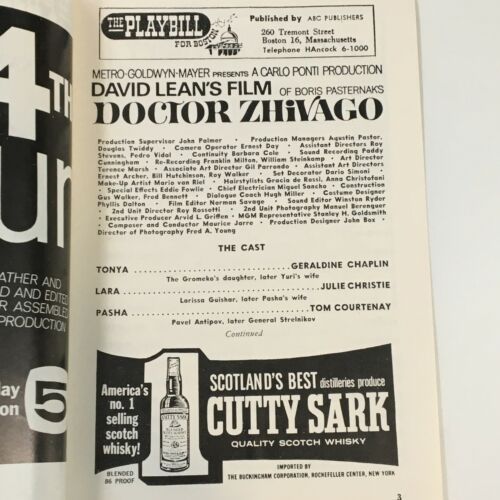 4TH
ur
ATHER AND
D AND EDITED
R ASSEMBLED
PRODUCTION
ay
on 5
THE PLAYBILL
FOR BOSTON
Published by ABC PUBLISHERS
260 Tremont Street
Boston 16, Massachusetts
Telephone HAncock 6-1000
METRO-GOLDWYN-MAYER PRESENTS A CARLO PONTI PRODUCTION
DAVID LEAN'S FILM OF BORIS PASTERNAKS
DOCTOR ZHiVAGO
Production Supervisor John Palmer • Production Managers Agustin Pastor,
Douglas Twiddy • Camera Operator Ernest Day • Assistant Directors Roy
Stevens, Pedro Vidal • Continuity Barbara Cole • Sound Recording Paddy
Cunningham • Re-Recording Franklin Milton, William Steinkamp • Art Director
Terence Marsh • Associate Art Director Gil Parrondo • Assistant Art Directors
Ernest Archer, Bill Hutchinson, Roy Walker • Set Decorator Dario Simoni •
Make-Up Artist Mario van Riel • Hairstylists Gracia de Rossi, Anna Christofani
• Special Effects Eddie Fowlie • Chief Electrician Miguel Sancho • Construction
Gus Walker, Fred Bennett • Dialogue Coach Hugh Miller • Costume Designer
Phyllis Dalton • Film Editor Norman Savage • Sound Editor Winston Ryder
• 2nd Unit Director Roy Rossotti • 2nd Unit Photography Manuel Berenguer
• Executive Producer Arvid L. Griffen • MGM Representative Stanley H. Goldsmith
• Composer and Conductor Maurice Jarre • Production Designer John Box •
Director of Photography Fred A. Young
THE CAST
TONYA ........ GERALDINE CHAPLIN
The Gromeko's daughter, later Yuri's wife
LARA ........ JULIE CHRISTIE
Larissa Guishar, later Pasha's wife
PASHA ........ TOM COURTENAY
Pavel Antipov, later General Strelnikov
Continued
America's
no. 1
selling
scotch
whisky!
BLENDED
86 PROOF
1
CUTTY SARK
SCOTLAND'S BEST distilleries produce
CUTTY SARK
QUALITY SCOTCH WHISKY
IMPORTED BY
THE BUCKINGHAM CORPORATION, ROCKEFELLER CENTER, NEW YORK
3